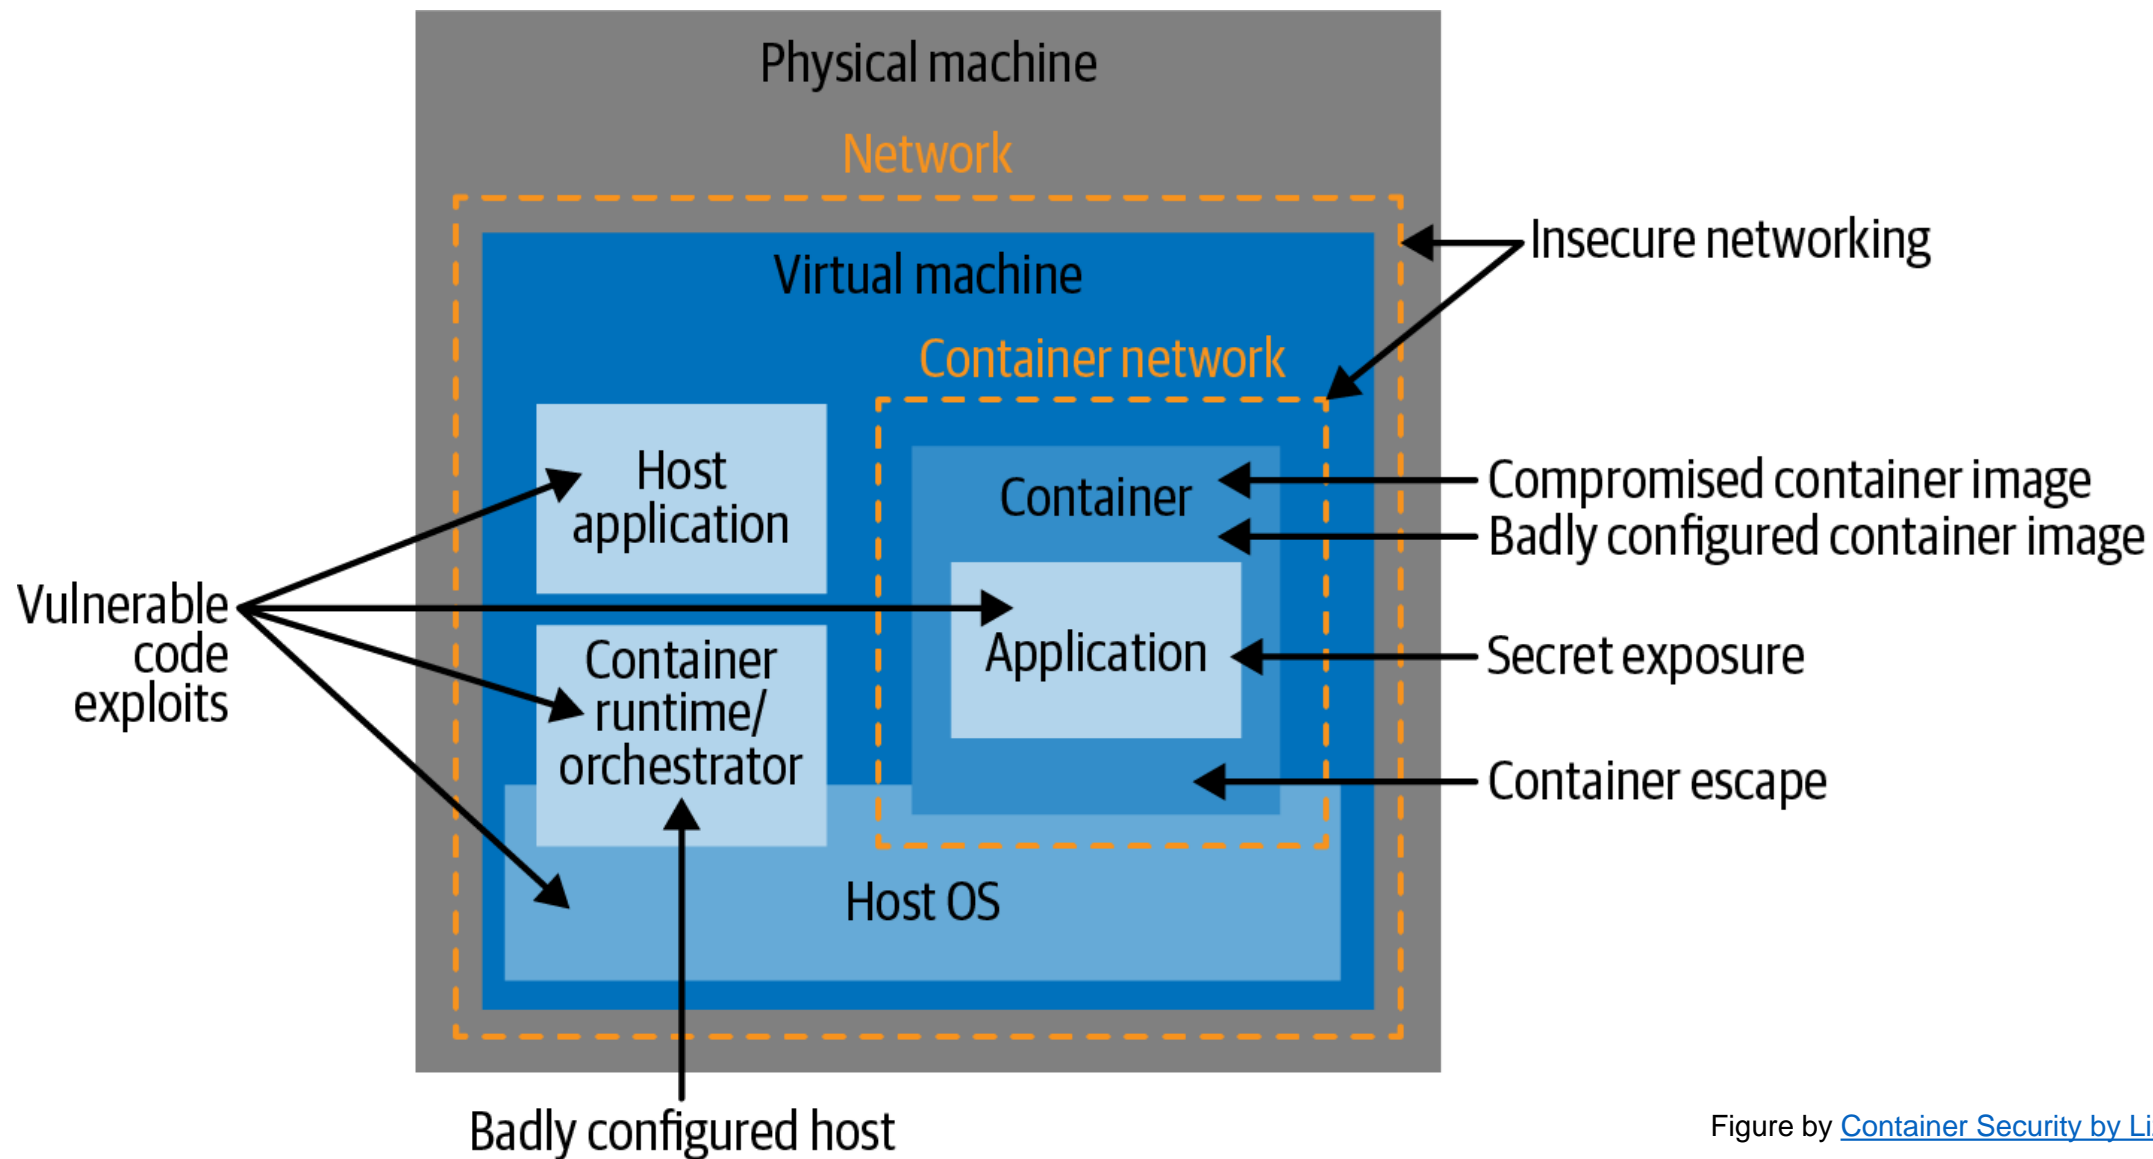 Physical machine
Network
Virtual machine
Insecure networking
Container network
Host
application
Container
Compromised container image
Badly configured container image
Vulnerable
code
exploits
Container
runtime/
orchestrator
Application
Secret exposure
Container escape
Host OS
Badly configured host
Figure by Container Security by